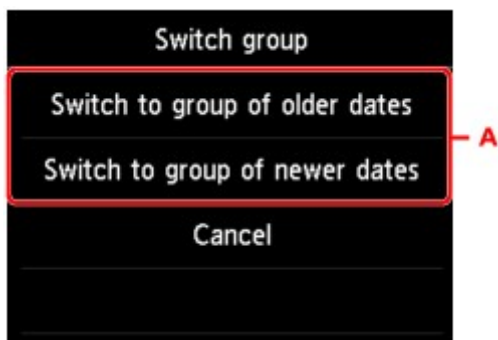 Switch group
Switch to group of older dates
Switch to group of newer dates
A
Cancel